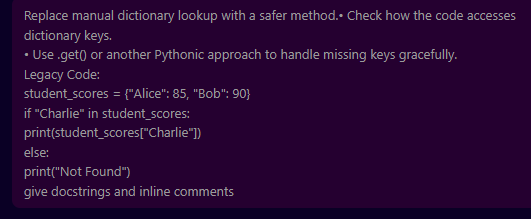 Replace manual dictionary lookup with a safer method.• Check how the code accesses
dictionary keys.
• Use .get() or another Pythonic approach to handle missing keys gracefully.
Legacy Code:
student_scores = {"Alice": 85, "Bob": 90}
if "Charlie" in student_scores:
print(student_scores["Charlie"])
else:
print("Not Found")
give docstrings and inline comments